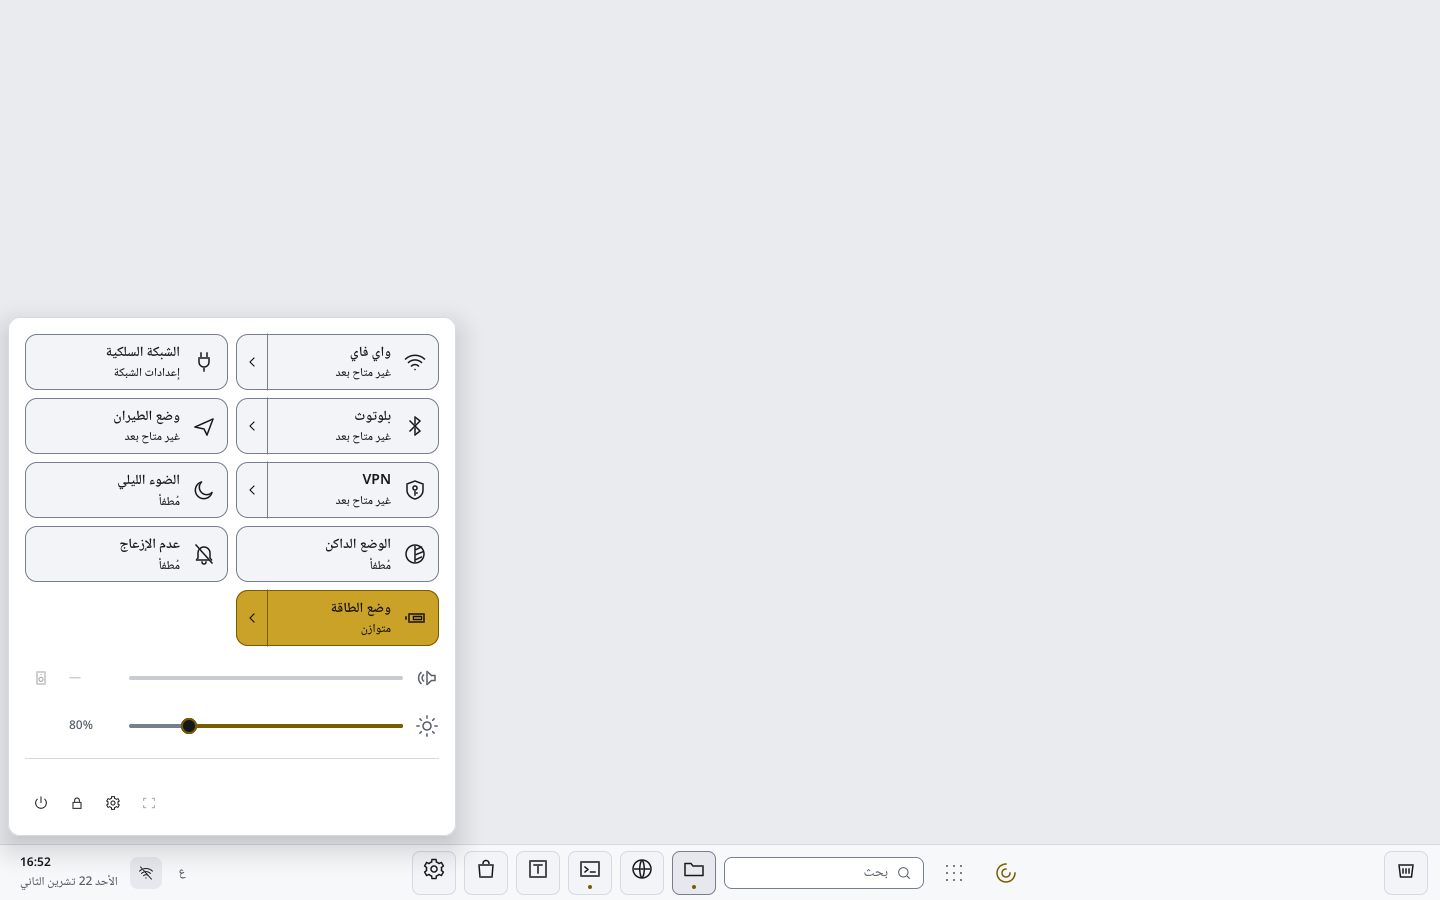 واي فاي
غير متاح بعد
الشبكة السلكية
إعدادات الشبكة
بلوتوث
غير متاح بعد
وضع الطيران
غير متاح بعد
VPN
غير متاح بعد
الضوء الليلي
مُطفأ
الوضع الداكن
مُطفأ
عدم الإزعاج
مُطفأ
وضع الطاقة
متوازن
—
80%
بحث
ع
16:52
الأحد 22 تشرين الثاني